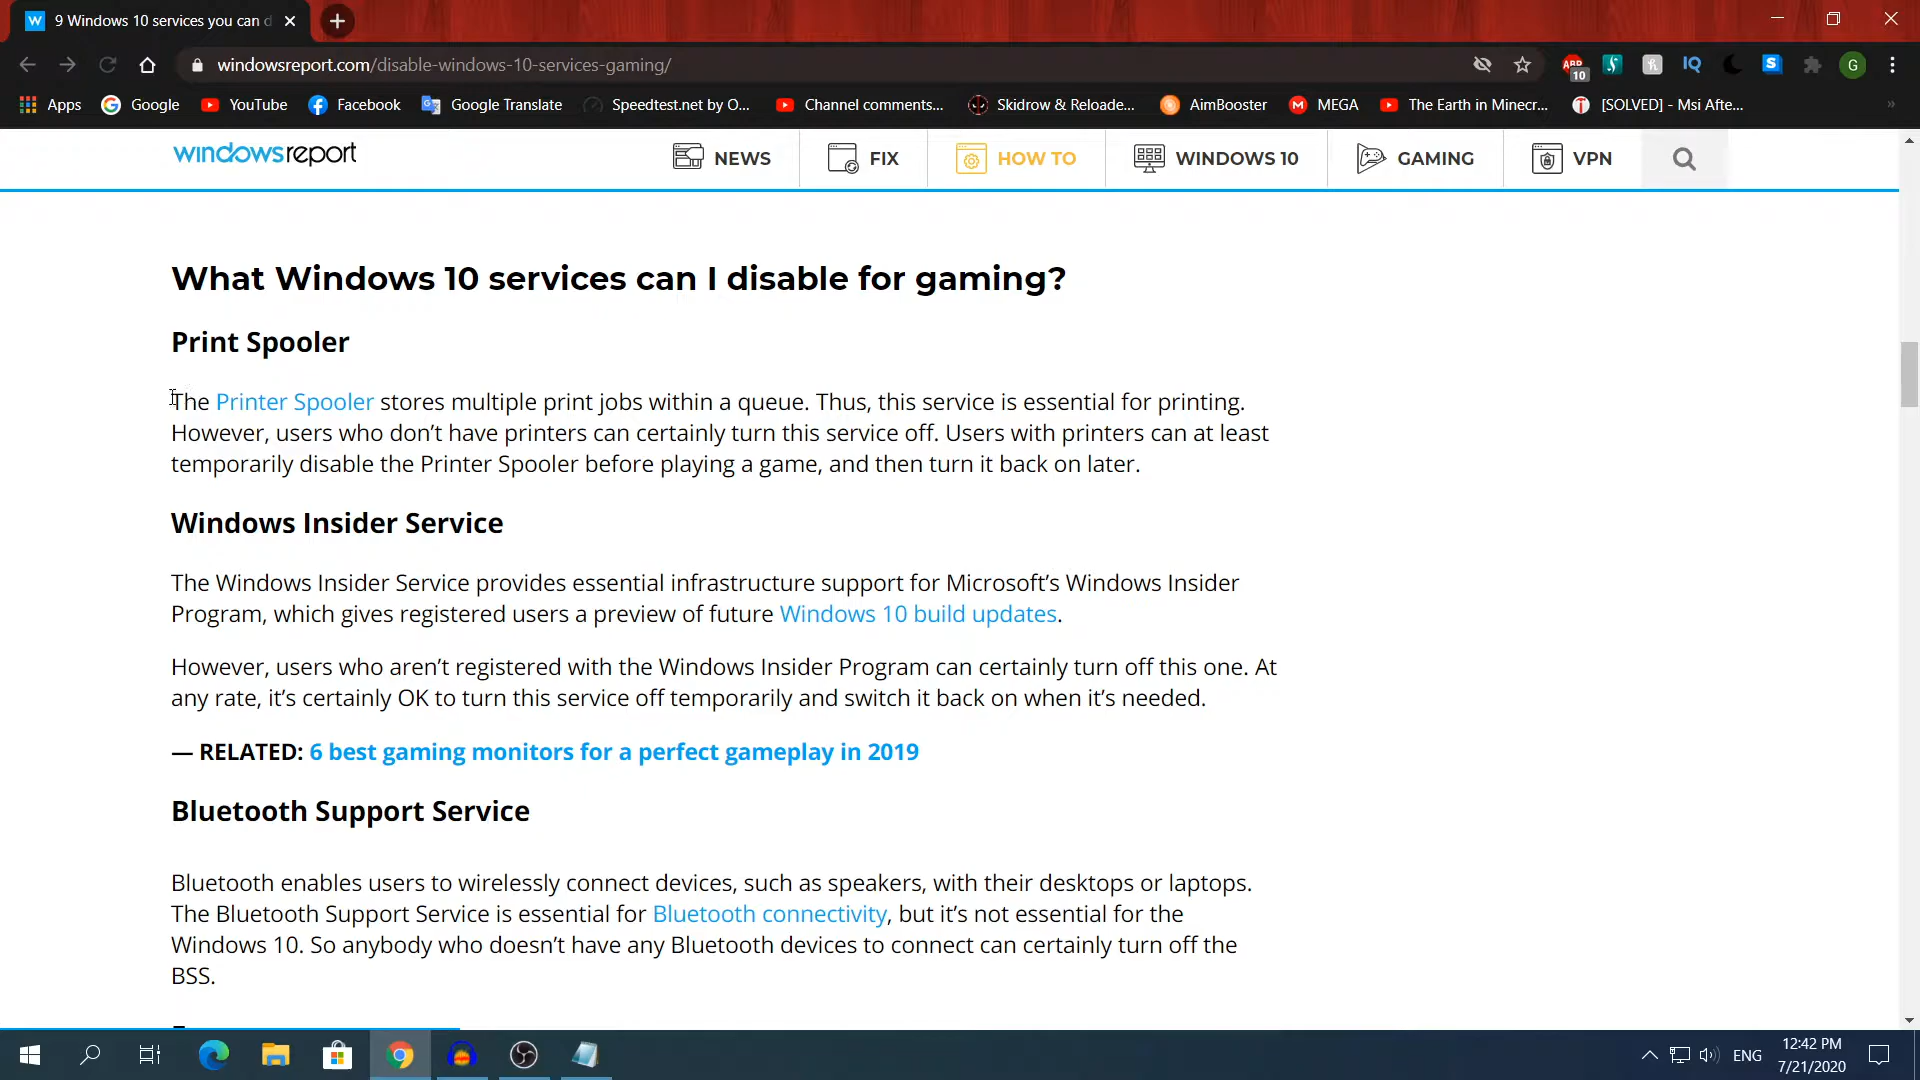 9 Windows 10 services you can d
windowsreport.com/disable-windows-10-services-gaming/
ABP
10
IQ
S
G
Apps
Google
YouTube
Facebook
Google Translate
Speedtest.net by O...
Channel comments...
Skidrow & Reloade...
AimBooster
MEGA
The Earth in Minecr...
[SOLVED] - Msi Afte...
»
windowsreport
NEWS
FIX
HOW TO
WINDOWS 10
GAMING
VPN
What Windows 10 services can I disable for gaming?
Print Spooler
The Printer Spooler stores multiple print jobs within a queue. Thus, this service is essential for printing.
However, users who don’t have printers can certainly turn this service off. Users with printers can at least
temporarily disable the Printer Spooler before playing a game, and then turn it back on later.
Windows Insider Service
The Windows Insider Service provides essential infrastructure support for Microsoft’s Windows Insider
Program, which gives registered users a preview of future Windows 10 build updates.
However, users who aren’t registered with the Windows Insider Program can certainly turn off this one. At
any rate, it’s certainly OK to turn this service off temporarily and switch it back on when it’s needed.
— RELATED: 6 best gaming monitors for a perfect gameplay in 2019
Bluetooth Support Service
Bluetooth enables users to wirelessly connect devices, such as speakers, with their desktops or laptops.
The Bluetooth Support Service is essential for Bluetooth connectivity, but it’s not essential for the
Windows 10. So anybody who doesn’t have any Bluetooth devices to connect can certainly turn off the
BSS.
ENG
12:42 PM
7/21/2020